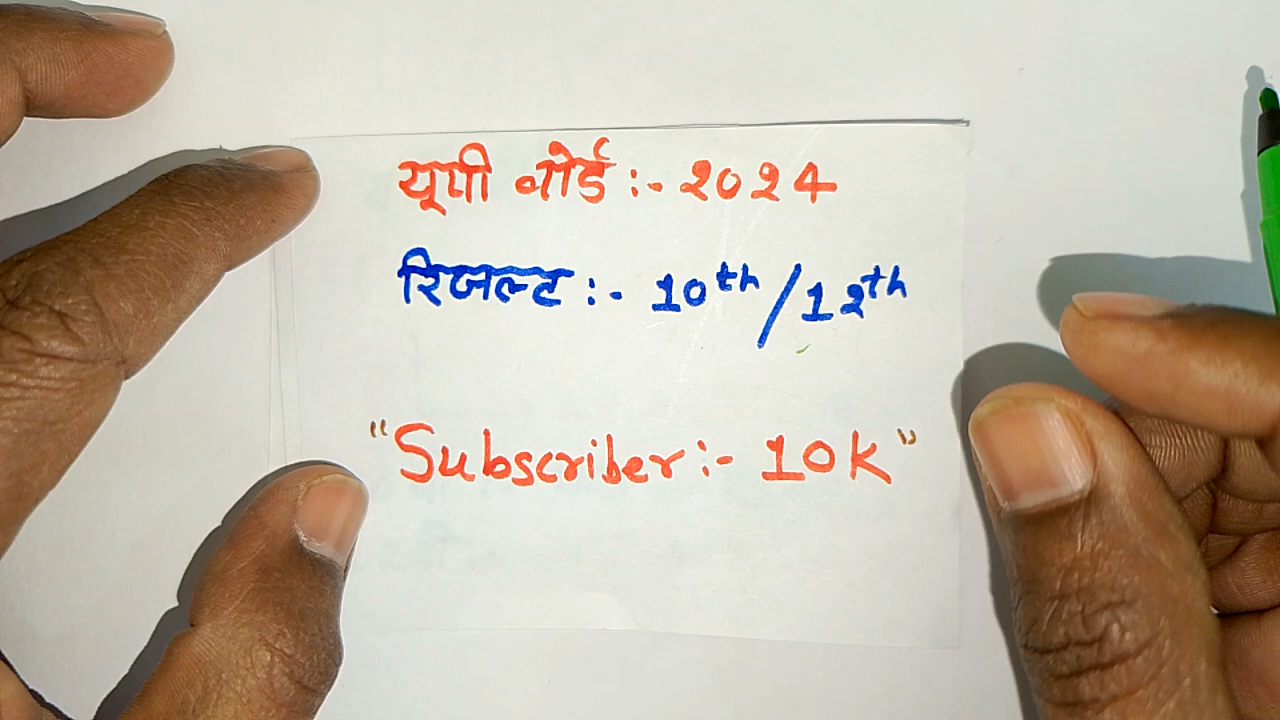 यूपी बोर्ड :- 2024
रिजल्ट :- 10th/12th
"Subscriber :- 10K"